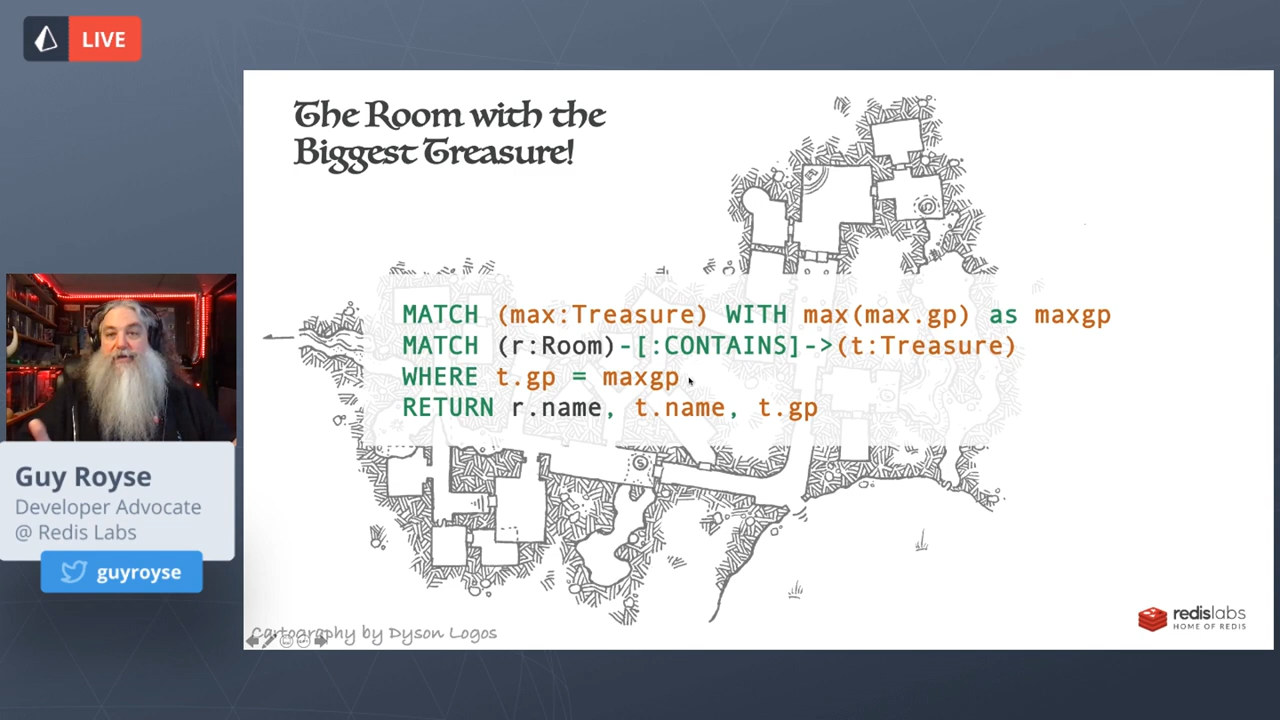 LIVE
The Room with the
Biggest Treasure!
MATCH (max:Treasure) WITH max(max.gp) as maxgp
MATCH (r:Room)-[:CONTAINS]->(t:Treasure)
WHERE t.gp = maxgp
RETURN r.name, t.name, t.gp
Guy Royse
Developer Advocate
@ Redis Labs
guyroyse
Cartography by Dyson Logos
redislabs
HOME OF REDIS